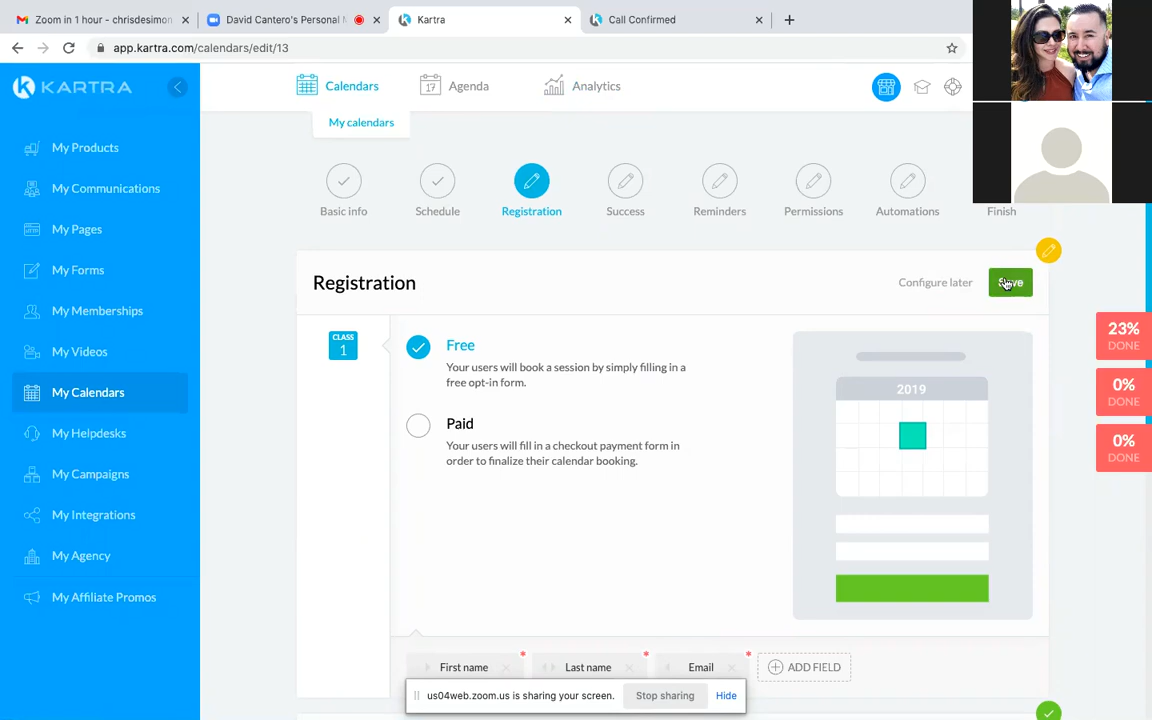 Zoom in 1 hour - chrisdesimon
David Cantero's Personal
Kartra
Call Confirmed
app.kartra.com/calendars/edit/13
KARTRA
Calendars
17
Agenda
Analytics
My calendars
My Products
My Communications
My Pages
My Forms
My Memberships
My Videos
My Calendars
My Helpdesks
My Campaigns
My Integrations
My Agency
My Affiliate Promos
Basic info
Schedule
Registration
Success
Reminders
Permissions
Automations
Finish
Registration
Configure later
Save
CLASS
1
Free
Your users will book a session by simply filling in a
free opt-in form.
Paid
Your users will fill in a checkout payment form in
order to finalize their calendar booking.
2019
23%
DONE
0%
DONE
0%
DONE
First name
*
Last name
*
Email
*
ADD FIELD
us04web.zoom.us is sharing your screen.
Stop sharing
Hide